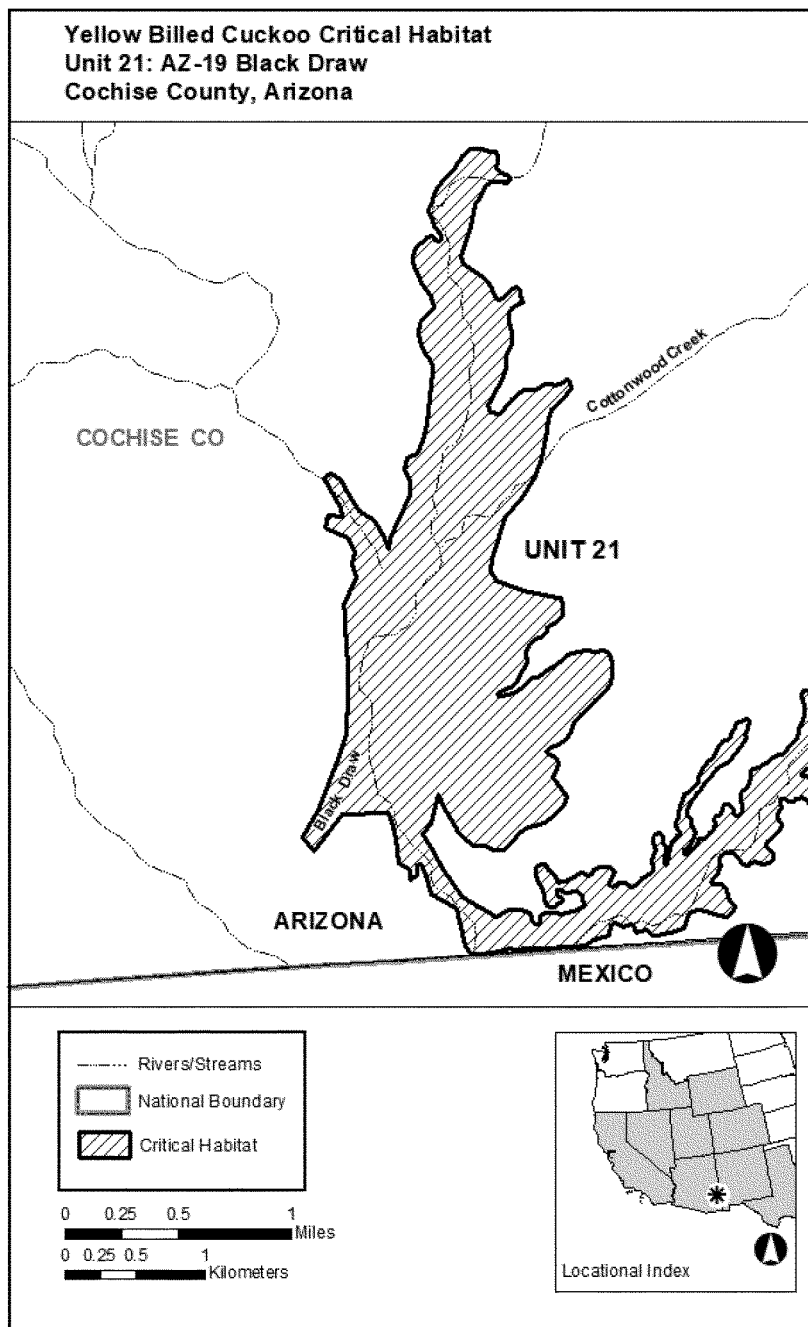 Yellow Billed Cuckoo Critical Habitat
Unit 21: AZ-19 Black Draw
Cochise County, Arizona
Cottonwood Creek
COCHISE CO
UNIT 21
Black Draw
ARIZONA
MEXICO
Rivers/Streams
National Boundary
Critical Habitat
0 0.25 0.5 1
Miles
0 0.25 0.5 1
Kilometers
Locational Index